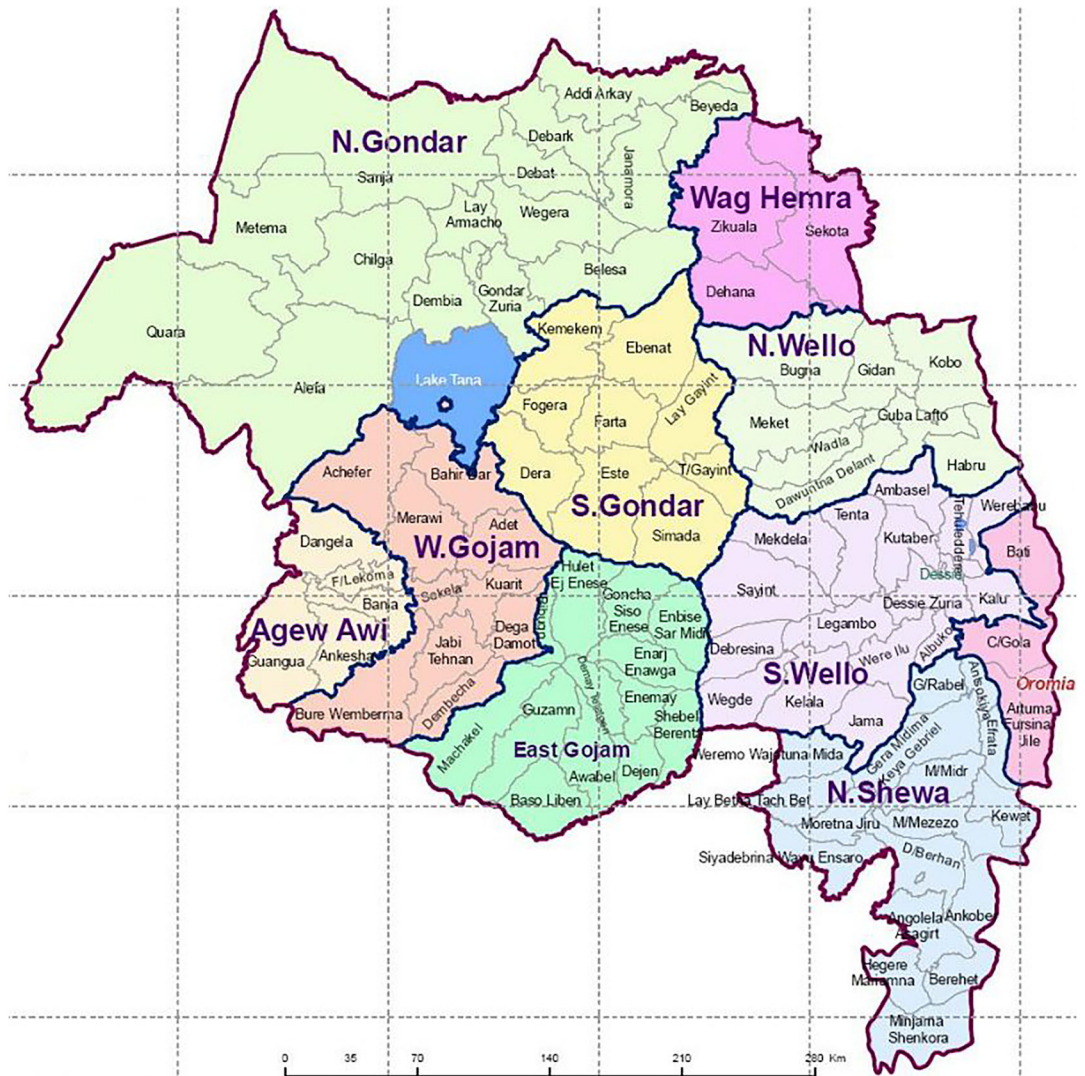 Addi Arkay
Beyeda
Debark
N.Gondar
Janamora
Debat
Sanja
Wag Hemra
Lay
Armacho
Wegera
Metema
Zikuala
Sekota
Chilga
Belesa
Dembia
Gondar
Zuria
Dehana
Quara
Kemekem
Ebenat
N.Wello
Bugna
Gidan
Kobo
Lake Tana
Alefa
Lay Gayint
Fogera
Farta
Meket
Guba Lafto
Wadla
Achefer
Bahir Dar
Dera
Este
T/Gayint
Dawuntna Delant
Habru
Ambasel
S.Gondar
Tehuledere
Werebabu
Merawi
Adet
Tenta
Dangela
W.Gojam
Simada
Mekdela
Kutaber
Bati
Hulet
Ej Enese
F/Lekoma
Dessie
Sekela
Kuarit
Bibugn
Goncha
Siso
Enese
Sayint
Bania
Dessie Zuria
Kalu
Enbise
Sar Midir
Agew Awi
Dega
Damot
Legambo
Jabi
Tehnan
Debresina
Were Ilu
Albuko
C/Gola
Guangua
Ankesha
Enarj
Enawga
S.Wello
Oromia
Wegde
Kelala
G/Rabel
Antsokiya
Efrata
Artuma
Fursina
Jile
Bure Wemberma
Dembecha
Guzamn
Enemay
Shebel
Berenta
Jama
Machakel
East Gojam
Weremo Wajetuna Mida
Gera Midima
Keya Gebriel
Awabel
Dejen
M/Midr
Baso Liben
N.Shewa
Lay Betna Tach Bet
Moretna Jiru
M/Mezezo
Kewet
Siyadebrina Wayu Ensaro
D/Berhan
Angolela
Asagirt
Ankober
Hegere
Mariamna
Berehet
Minjama
Shenkora
0 35 70 140 210 280 Km